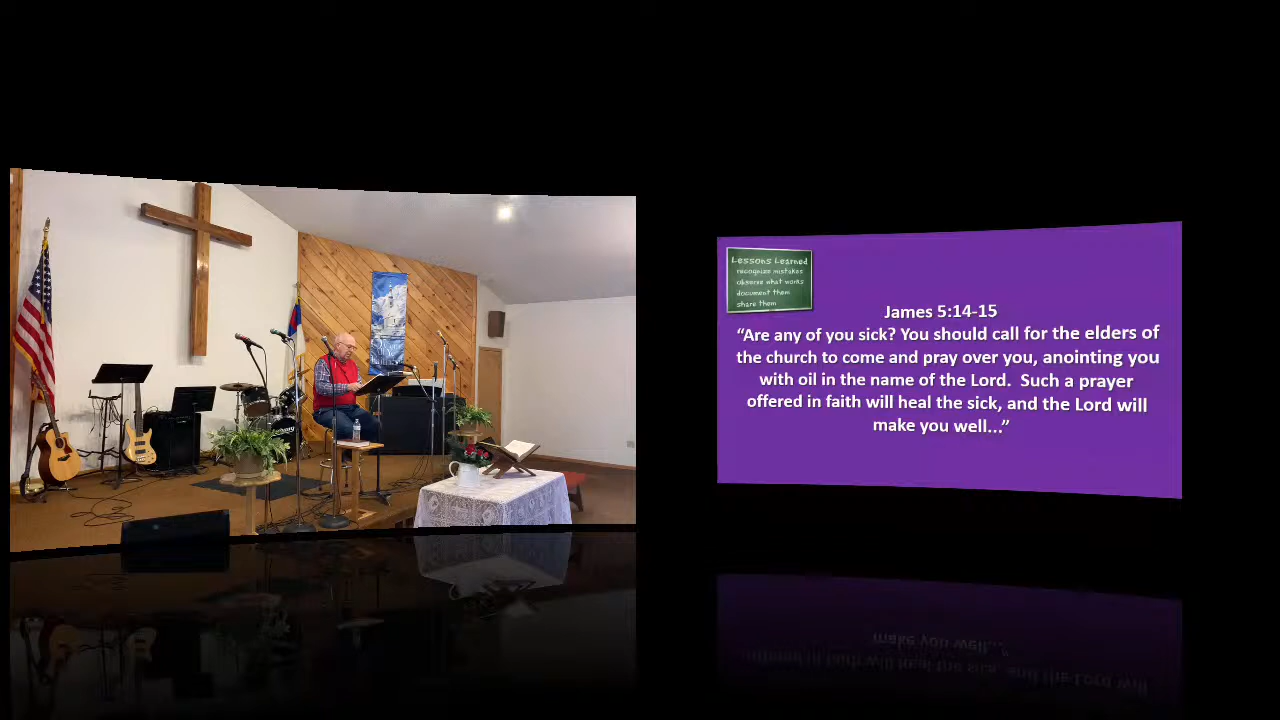 Lessons Learned
recognize mistakes
observe what works
document them
share them
James 5:14-15
“Are any of you sick? You should call for the elders of
the church to come and pray over you, anointing you
with oil in the name of the Lord.  Such a prayer
offered in faith will heal the sick, and the Lord will
make you well...”